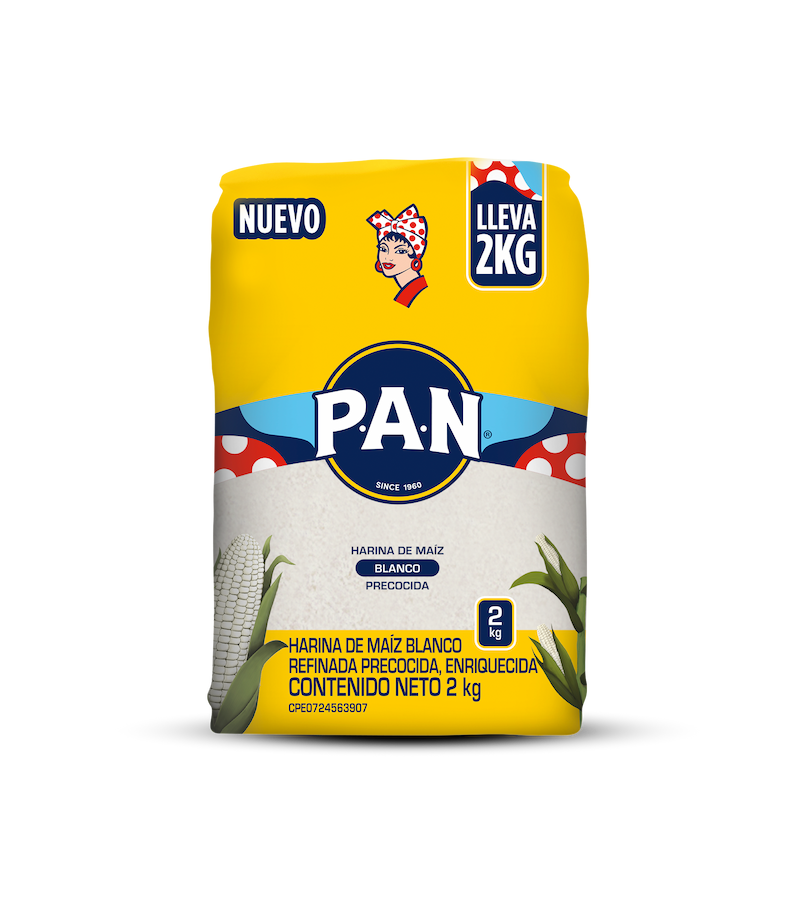 NUEVO
LLEVA
2KG
P·A·N®
SINCE 1960
HARINA DE MAÍZ
BLANCO
PRECOCIDA
2
kg
HARINA DE MAÍZ BLANCO
REFINADA PRECOCIDA, ENRIQUECIDA
CONTENIDO NETO 2 kg
CPE0724563907